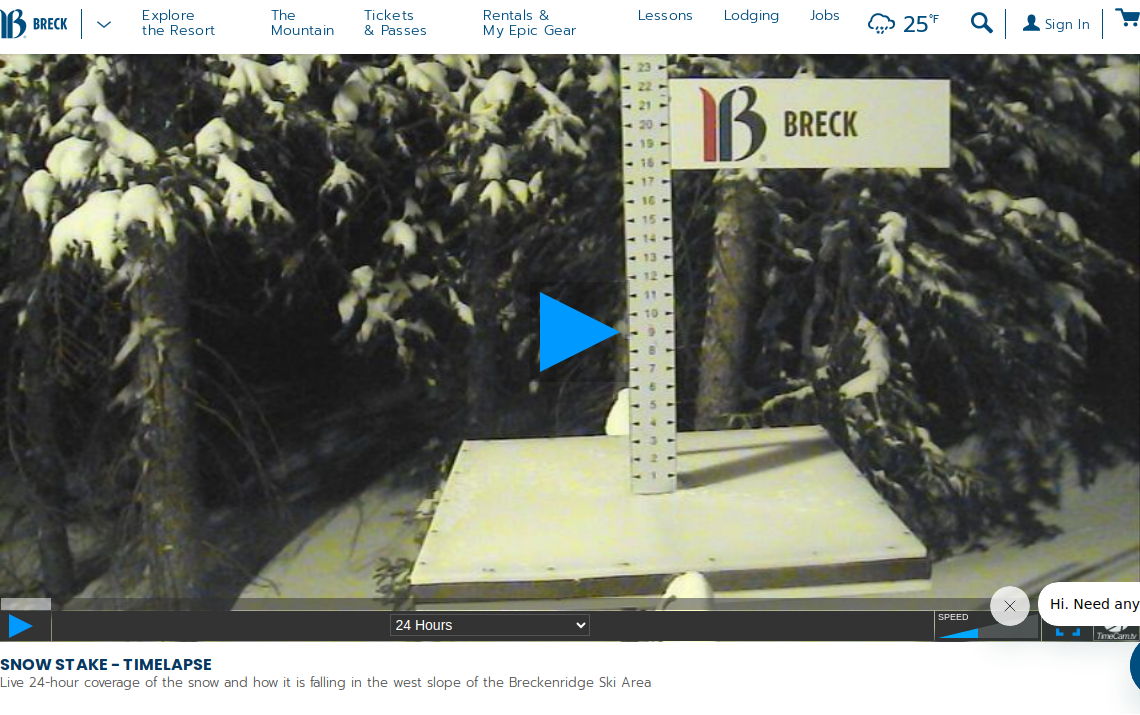 BRECK
Explore
the Resort
The
Mountain
Tickets
& Passes
Rentals &
My Epic Gear
Lessons
Lodging
Jobs
25°F
Sign In
23
22
21
20
19
18
17
16
15
14
13
12
11
10
9
8
7
6
5
4
3
2
1
B BRECK
Hi. Need any
24 Hours
SPEED
TimeCam.tv
SNOW STAKE - TIMELAPSE
Live 24-hour coverage of the snow and how it is falling in the west slope of the Breckenridge Ski Area